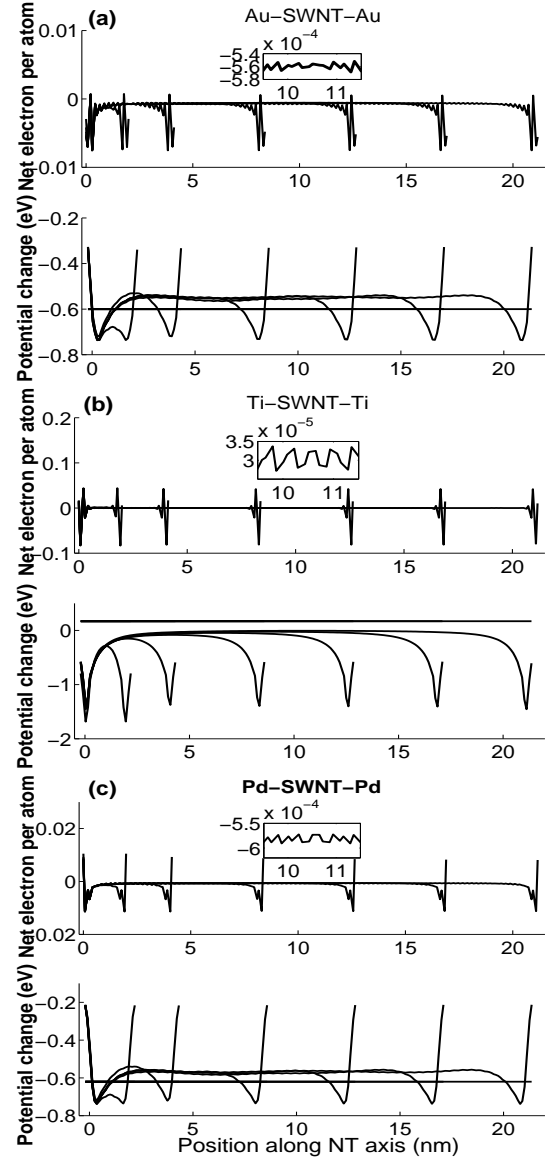 (a) Au−SWNT−Au
Net electron per atom
0.01
0
−0.01
x 10−4
−5.4
−5.6
−5.8
10 11
0 5 10 15 20
Potential change (eV)
−0.2
−0.4
−0.6
−0.8
0 5 10 15 20
(b) Ti−SWNT−Ti
Net electron per atom
0.2
0.1
0
−0.1
x 10−5
3.5
3
10 11
0 5 10 15 20
Potential change (eV)
0
−1
−2
0 5 10 15 20
(c) Pd−SWNT−Pd
Net electron per atom
0.02
0
0.02
x 10−4
−5.5
−6
10 11
0 5 10 15 20
Potential change (eV)
−0.2
−0.4
−0.6
−0.8
0 5 10 15 20
Position along NT axis (nm)